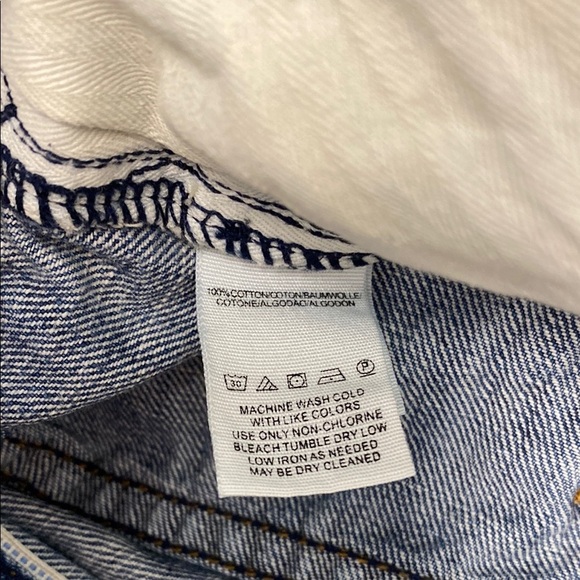 100%COTTON/COTON/BAUMWOLLE/
COTONE/ALGODAO/ALGODON
30 P
MACHINE WASH COLD
WITH LIKE COLORS
USE ONLY NON-CHLORINE
BLEACH TUMBLE DRY LOW
LOW IRON AS NEEDED
MAY BE DRY CLEANED